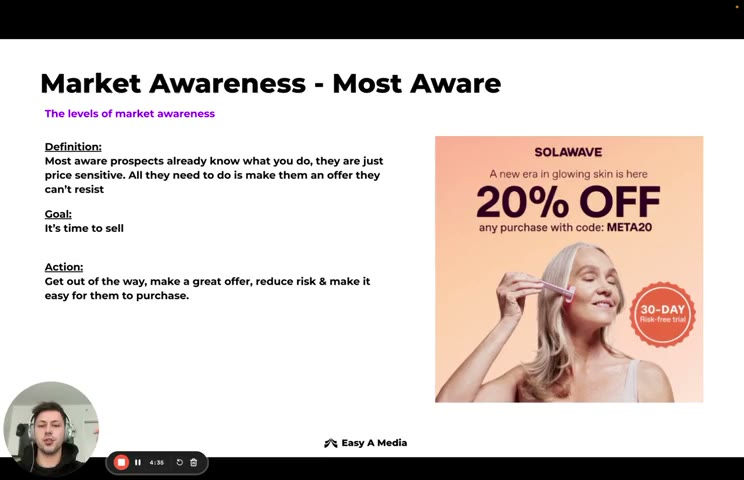 Market Awareness - Most Aware
The levels of market awareness
Definition:
Most aware prospects already know what you do, they are just
price sensitive. All they need to do is make them an offer they
can't resist
Goal:
It's time to sell
Action:
Get out of the way, make a great offer, reduce risk & make it
easy for them to purchase.
SOLAWAVE
A new era in glowing skin is here
20% OFF
any purchase with code: META20
30-DAY
Risk-free trial
Easy A Media
4:36